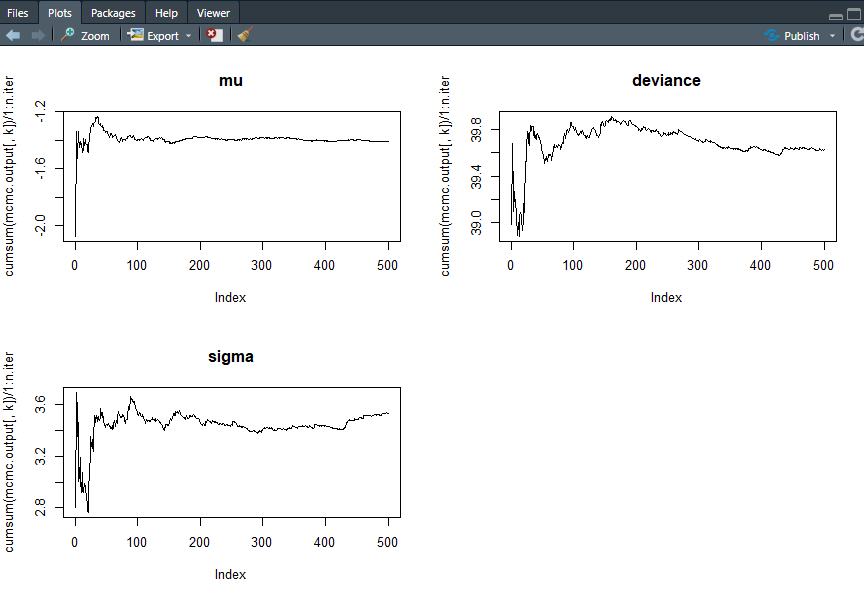 Files Plots Packages Help Viewer
Zoom Export Publish
mu
cumsum(mcmc.output[, k])/1:n.iter
-1.2
-1.6
-2.0
0 100 200 300 400 500
Index
deviance
cumsum(mcmc.output[, k])/1:n.iter
39.8
39.4
39.0
0 100 200 300 400 500
Index
sigma
cumsum(mcmc.output[, k])/1:n.iter
3.6
3.2
2.8
0 100 200 300 400 500
Index